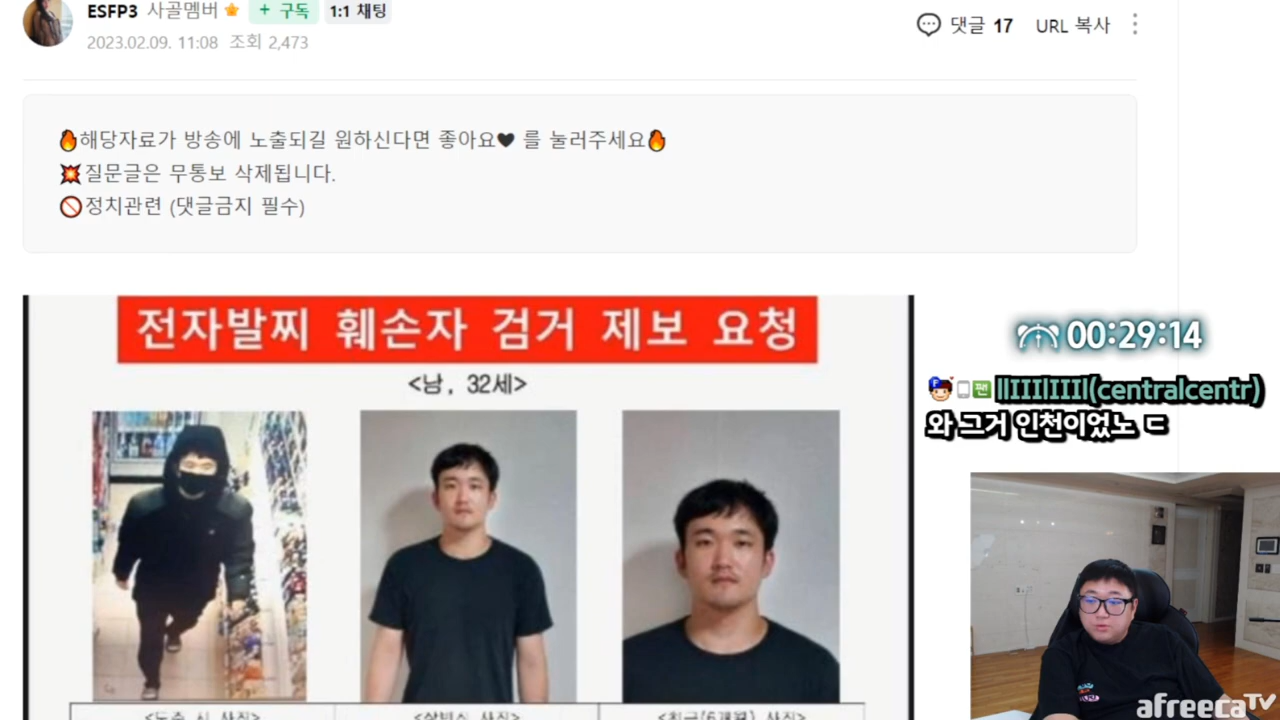 ESFP3 사골멤버 + 구독 1:1 채팅
2023.02.09. 11:08 조회 2,473
댓글 17 URL 복사
🔥해당자료가 방송에 노출되길 원하신다면 좋아요🖤 를 눌러주세요🔥
💥질문글은 무통보 삭제됩니다.
🚫정치관련 (댓글금지 필수)
전자발찌 훼손자 검거 제보 요청
<남, 32세>
00:29:14
팬 llIIIlIIIl(centralcentr)
와 그거 인천이었노 ㄷ
afreecaTV